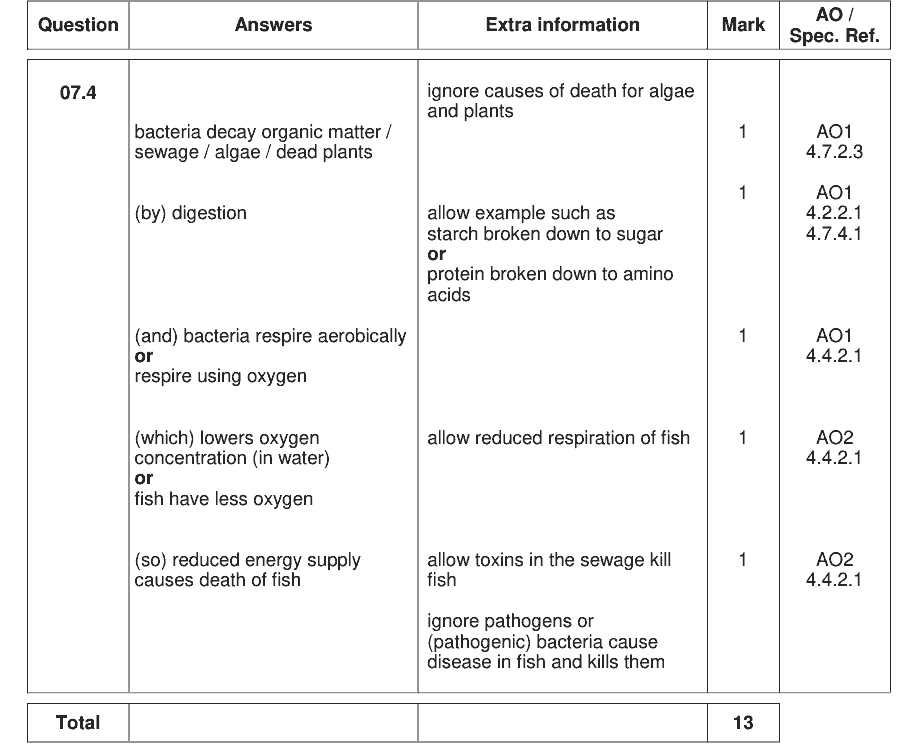 Question Answers Extra information Mark AO / Spec. Ref.
07.4 ignore causes of death for algae
and plants
bacteria decay organic matter / 1 AO1
sewage / algae / dead plants 4.7.2.3
1 AO1
(by) digestion allow example such as 4.2.2.1
starch broken down to sugar 4.7.4.1
or
protein broken down to amino
acids
(and) bacteria respire aerobically 1 AO1
or 4.4.2.1
respire using oxygen
(which) lowers oxygen allow reduced respiration of fish 1 AO2
concentration (in water) 4.4.2.1
or
fish have less oxygen
(so) reduced energy supply allow toxins in the sewage kill 1 AO2
causes death of fish fish 4.4.2.1
ignore pathogens or
(pathogenic) bacteria cause
disease in fish and kills them
Total 13